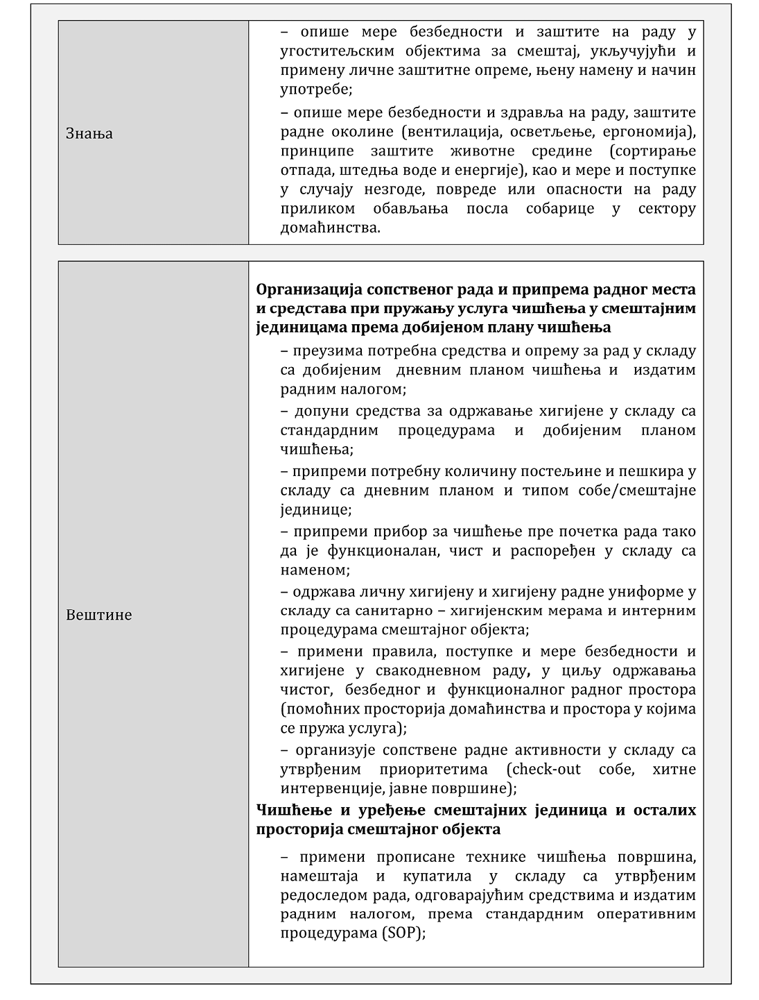 – опише мере безбедности и заштите на раду у
угоститељским објектима за смештај, укључујући и
примену личне заштитне опреме, њену намену и начин
употребе;
– опише мере безбедности и здравља на раду, заштите
радне околине (вентилација, осветљење, ергономија),
принципе заштите животне средине (сортирање
отпада, штедња воде и енергије), као и мере и поступке
у случају незгоде, повреде или опасности на раду
приликом обављања посла собарице у сектору
домаћинства.
Знања
Организација сопственог рада и припрема радног места
и средстава при пружању услуга чишћења у смештајним
јединицама према добијеном плану чишћења
– преузима потребна средства и опрему за рад у складу
са добијеним дневним планом чишћења и издатим
радним налогом;
– допуни средства за одржавање хигијене у складу са
стандардним процедурама и добијеним планом
чишћења;
– припреми потребну количину постељине и пешкира у
складу са дневним планом и типом собе/смештајне
јединице;
– припреми прибор за чишћење пре почетка рада тако
да је функционалан, чист и распоређен у складу са
наменом;
– одржава личну хигијену и хигијену радне униформе у
складу са санитарно – хигијенским мерама и интерним
процедурама смештајног објекта;
– примени правила, поступке и мере безбедности и
хигијене у свакодневном раду, у циљу одржавања
чистог, безбедног и функционалног радног простора
(помоћних просторија домаћинства и простора у којима
се пружа услуга);
– организује сопствене радне активности у складу са
утврђеним приоритетима (check-out собе, хитне
интервенције, јавне површине);
Чишћење и уређење смештајних јединица и осталих
просторија смештајног објекта
– примени прописане технике чишћења површина,
намештаја и купатила у складу са утврђеним
редоследом рада, одговарајућим средствима и издатим
радним налогом, према стандардним оперативним
процедурама (SOP);
Вештине